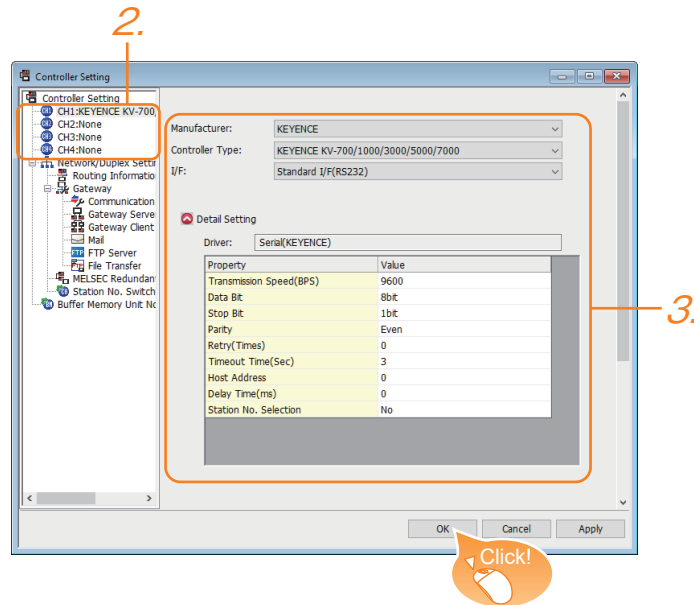 2.
Controller Setting
Controller Setting
CH1:KEYENCE KV-700,
CH2:None
CH3:None
CH4:None
Network/Duplex Settin
Routing Informatio
Gateway
Communication
Gateway Serve
Gateway Client
Mail
FTP Server
File Transfer
MELSEC Redundan
Station No. Switch
Buffer Memory Unit No
Manufacturer: KEYENCE
Controller Type: KEYENCE KV-700/1000/3000/5000/7000
I/F: Standard I/F(RS232)
Detail Setting
Driver: Serial(KEYENCE)
Property Value
Transmission Speed(BPS) 9600
Data Bit 8bit
Stop Bit 1bit
Parity Even
Retry(Times) 0
Timeout Time(Sec) 3
Host Address 0
Delay Time(ms) 0
Station No. Selection No
3.
OK Cancel Apply
Click!